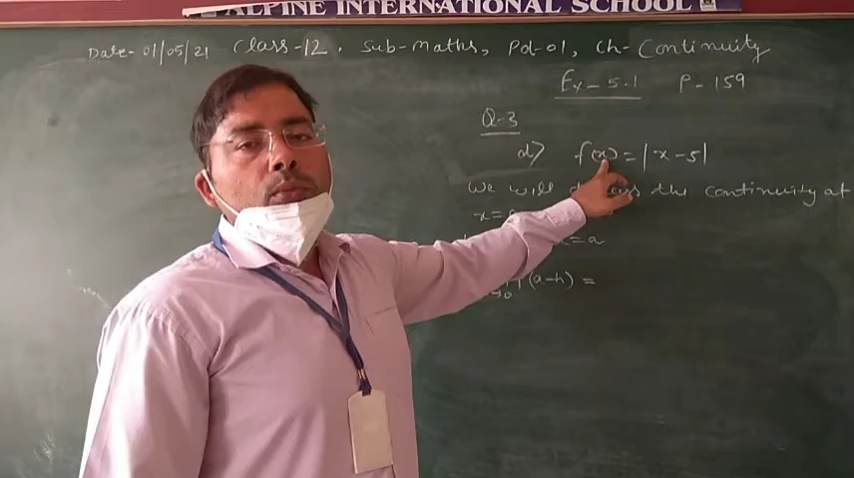 ALPINE INTERNATIONAL SCHOOL
Date- 01/05/21 Class-12, Sub-Maths, Pd-01, Ch-Continuity
Ex-5.1 P-159
Q-3
d) f(x) = |x-5|
We will the continuity at
x=
x=a
(a-h) =